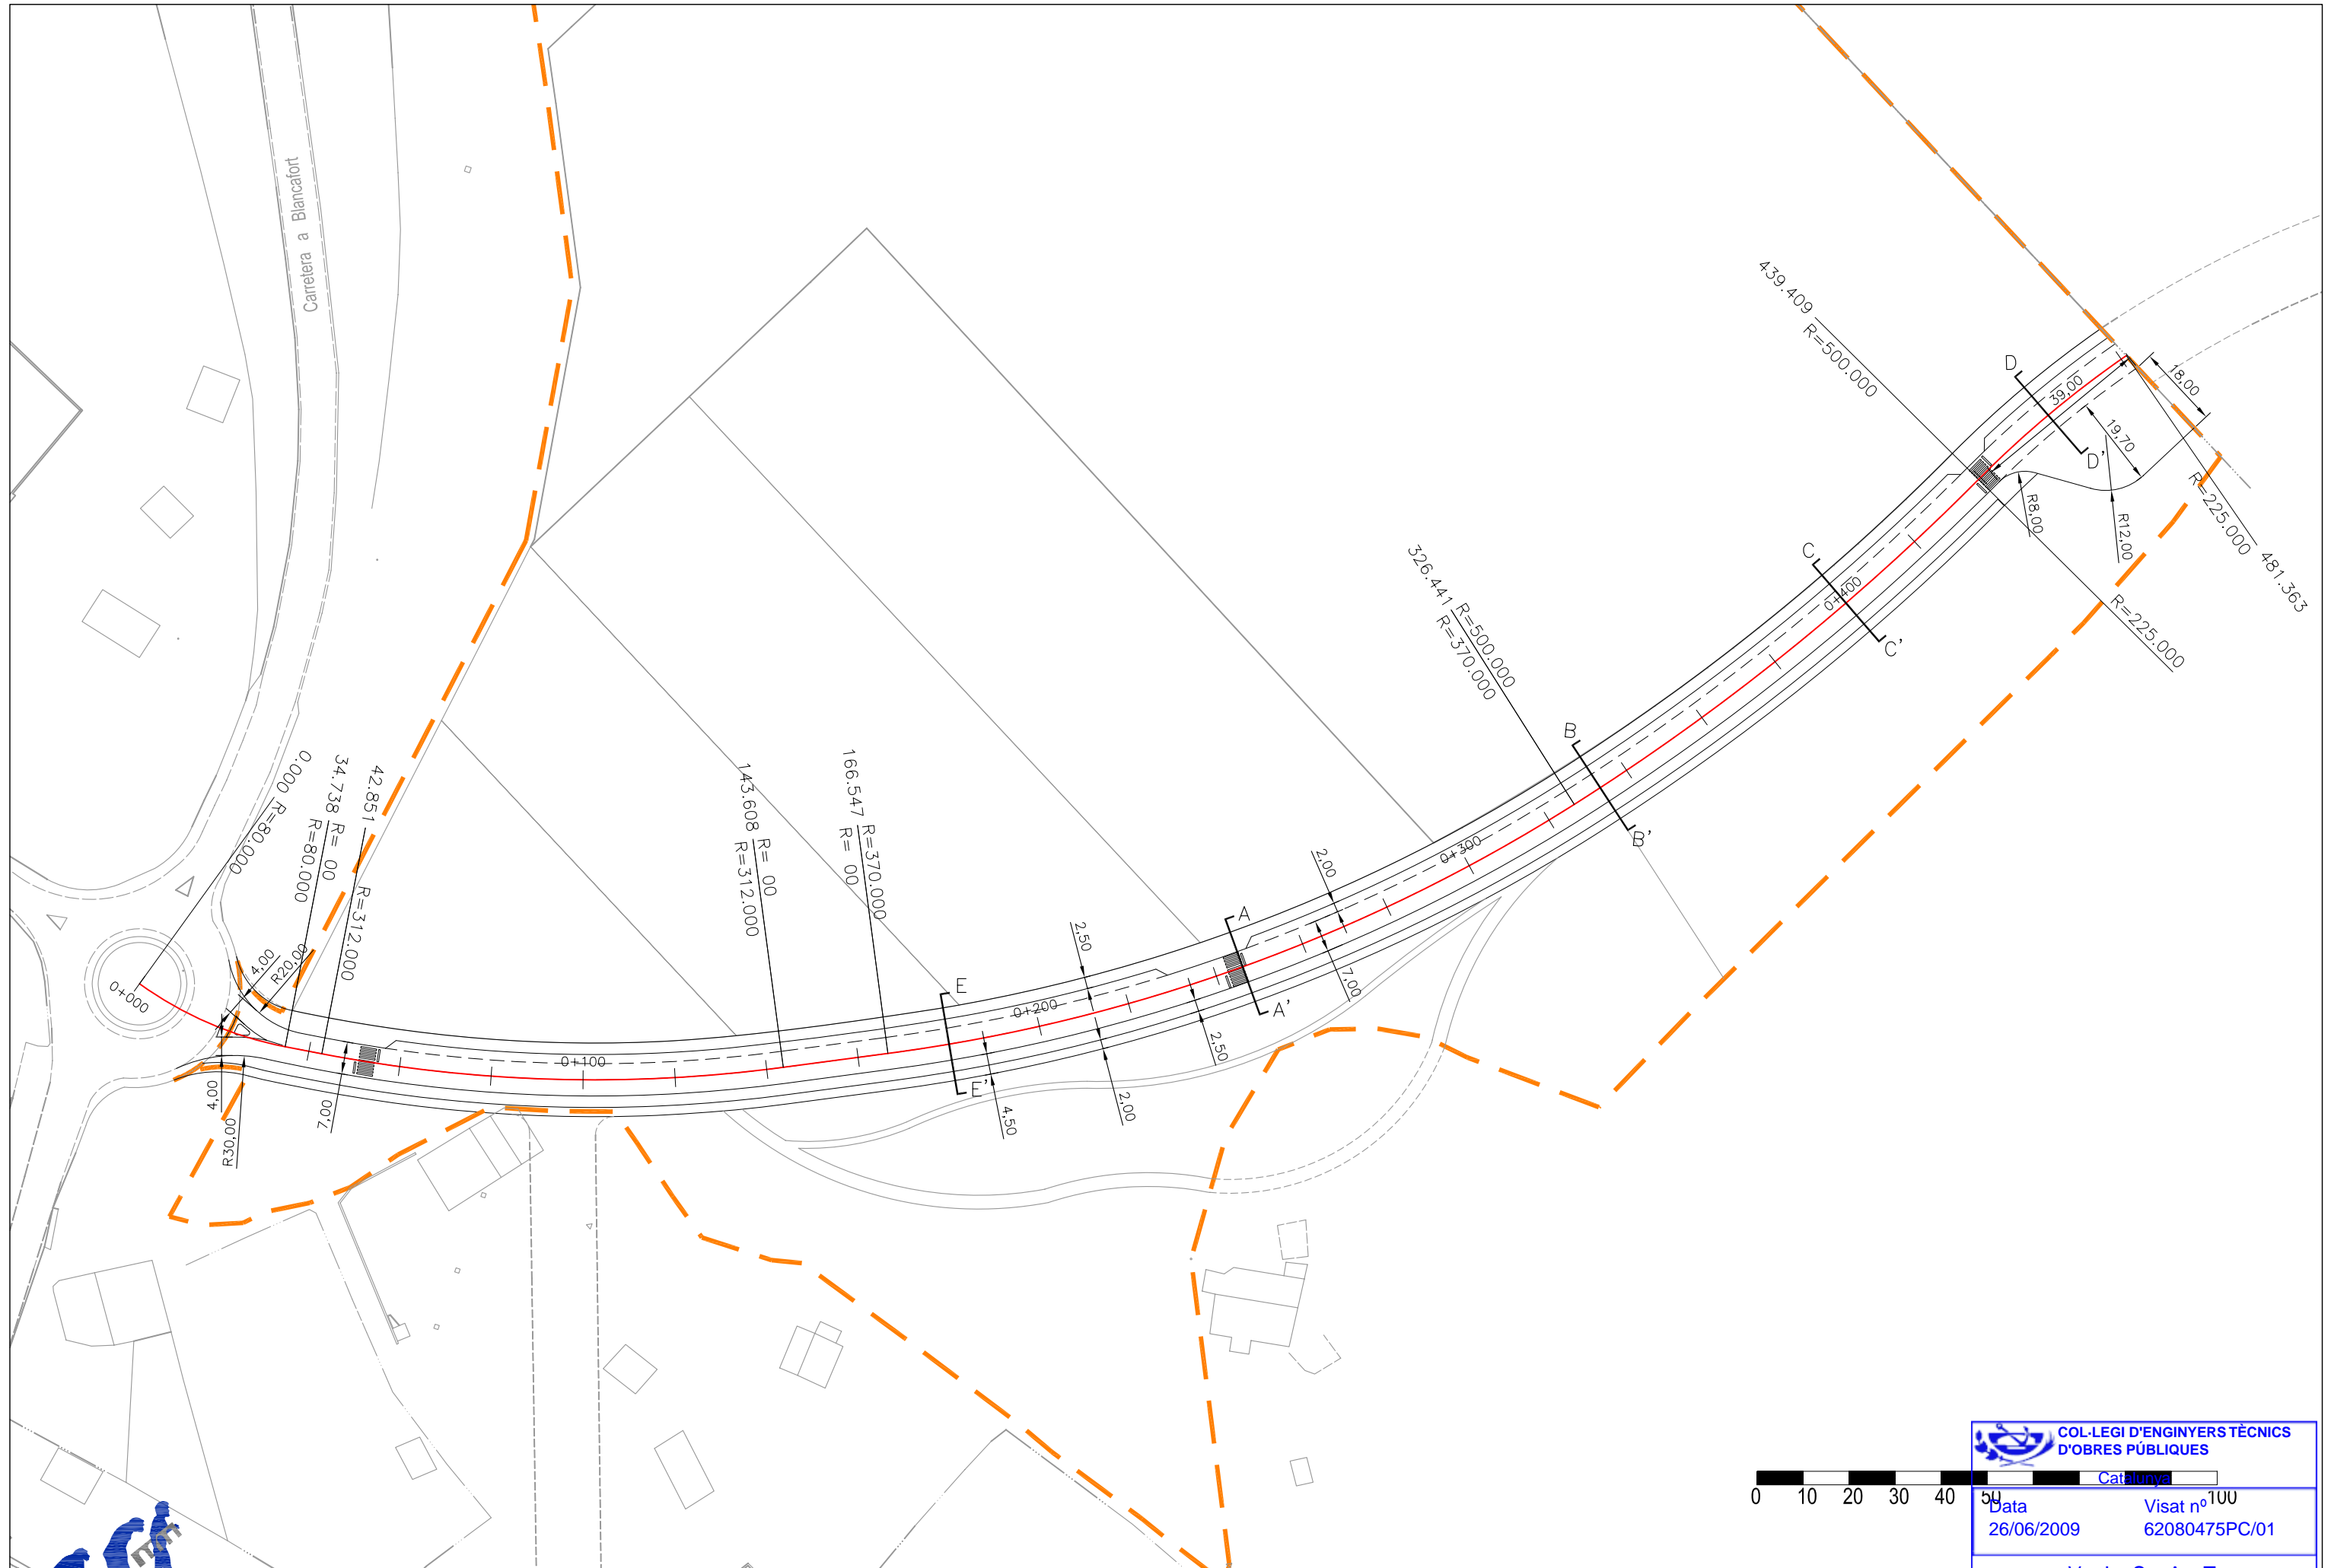 Carretera a Blancafort
439.409
R=500.000
D
39,00
18,00
19,70
D'
R=225.000
481.363
R8,00
R12,00
R=225.000
C
0+400
C'
326.441
R=500.000
R=370.000
B
B'
0.000
R=80.000
34.738
R= 00
R=80.000
42.851
R=312.000
143.608
R= 00
R=312.000
166.547
R=370.000
R= 00
2,00
0+300
A
2,50
7,00
A'
E
0+200
2,50
4,00
R20,00
0+000
0+100
E'
4,50
2,00
4,00
R30,00
7,00
COL·LEGI D'ENGINYERS TÈCNICS
D'OBRES PÚBLIQUES
Catalunya
0 10 20 30 40 50 100
Data Visat nº
26/06/2009 62080475PC/01